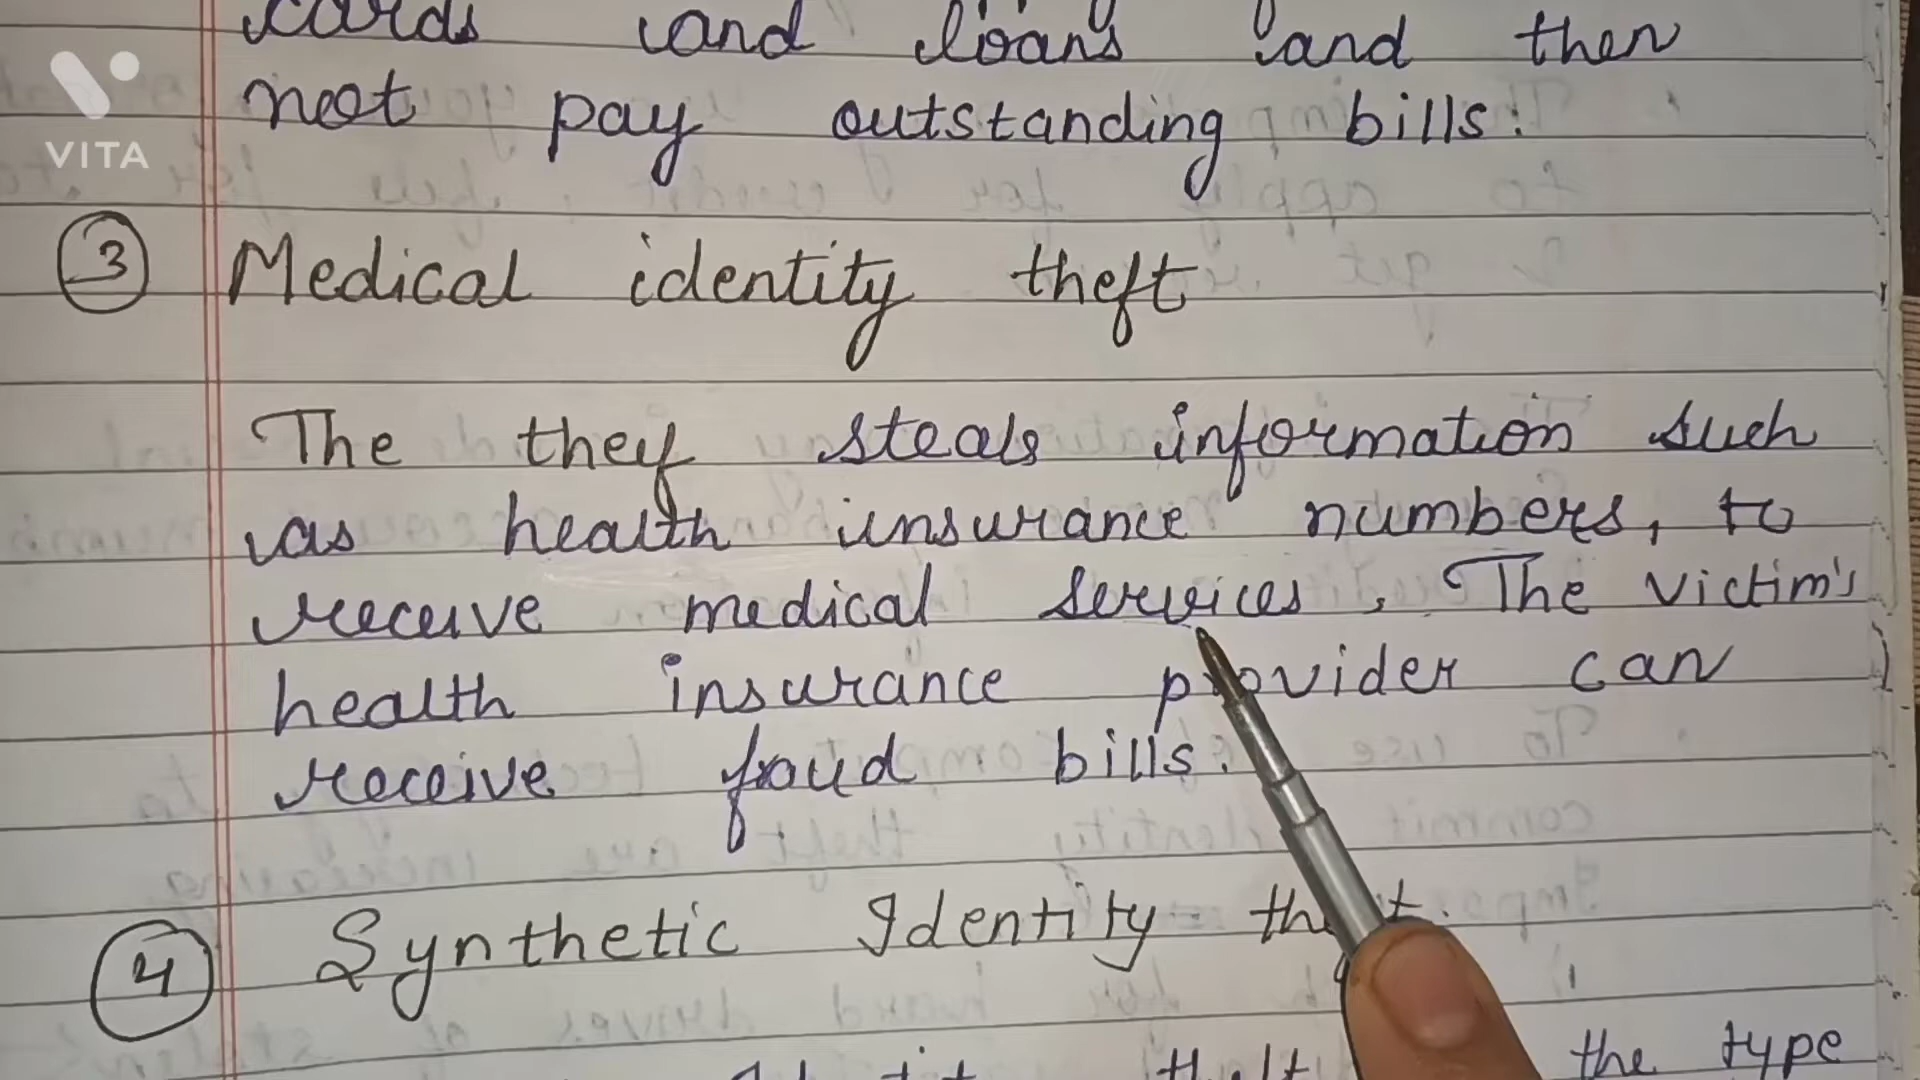 VITA
cards and loans and then
not pay outstanding bills.
3 Medical identity theft
The theif steals information such
as health insurance numbers, to
receive medical services. The victim's
health insurance provider can
receive fraud bills.
4 Synthetic Identity theft.
the type